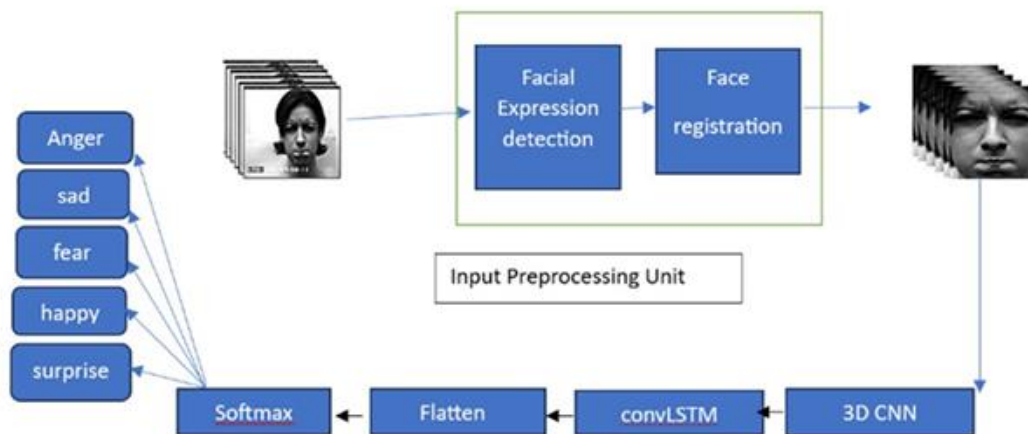 Facial
Expression
detection
Face
registration
Input Preprocessing Unit
Anger
sad
fear
happy
surprise
Softmax
Flatten
convLSTM
3D CNN